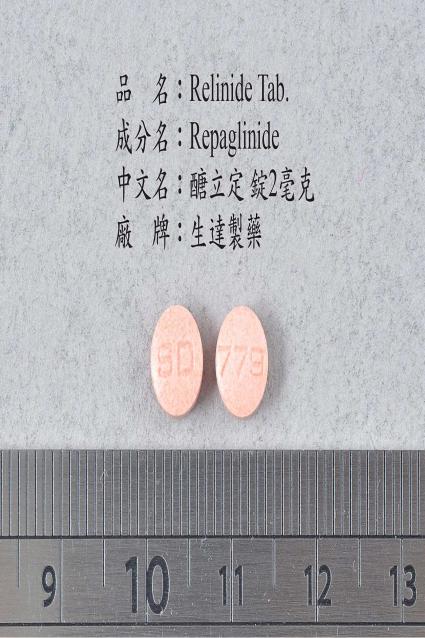 品 名：Relinide Tab.
成分名：Repaglinide
中文名：醣立定 錠2毫克
廠 牌：生達製藥
SD 779
9 10 11 12 13